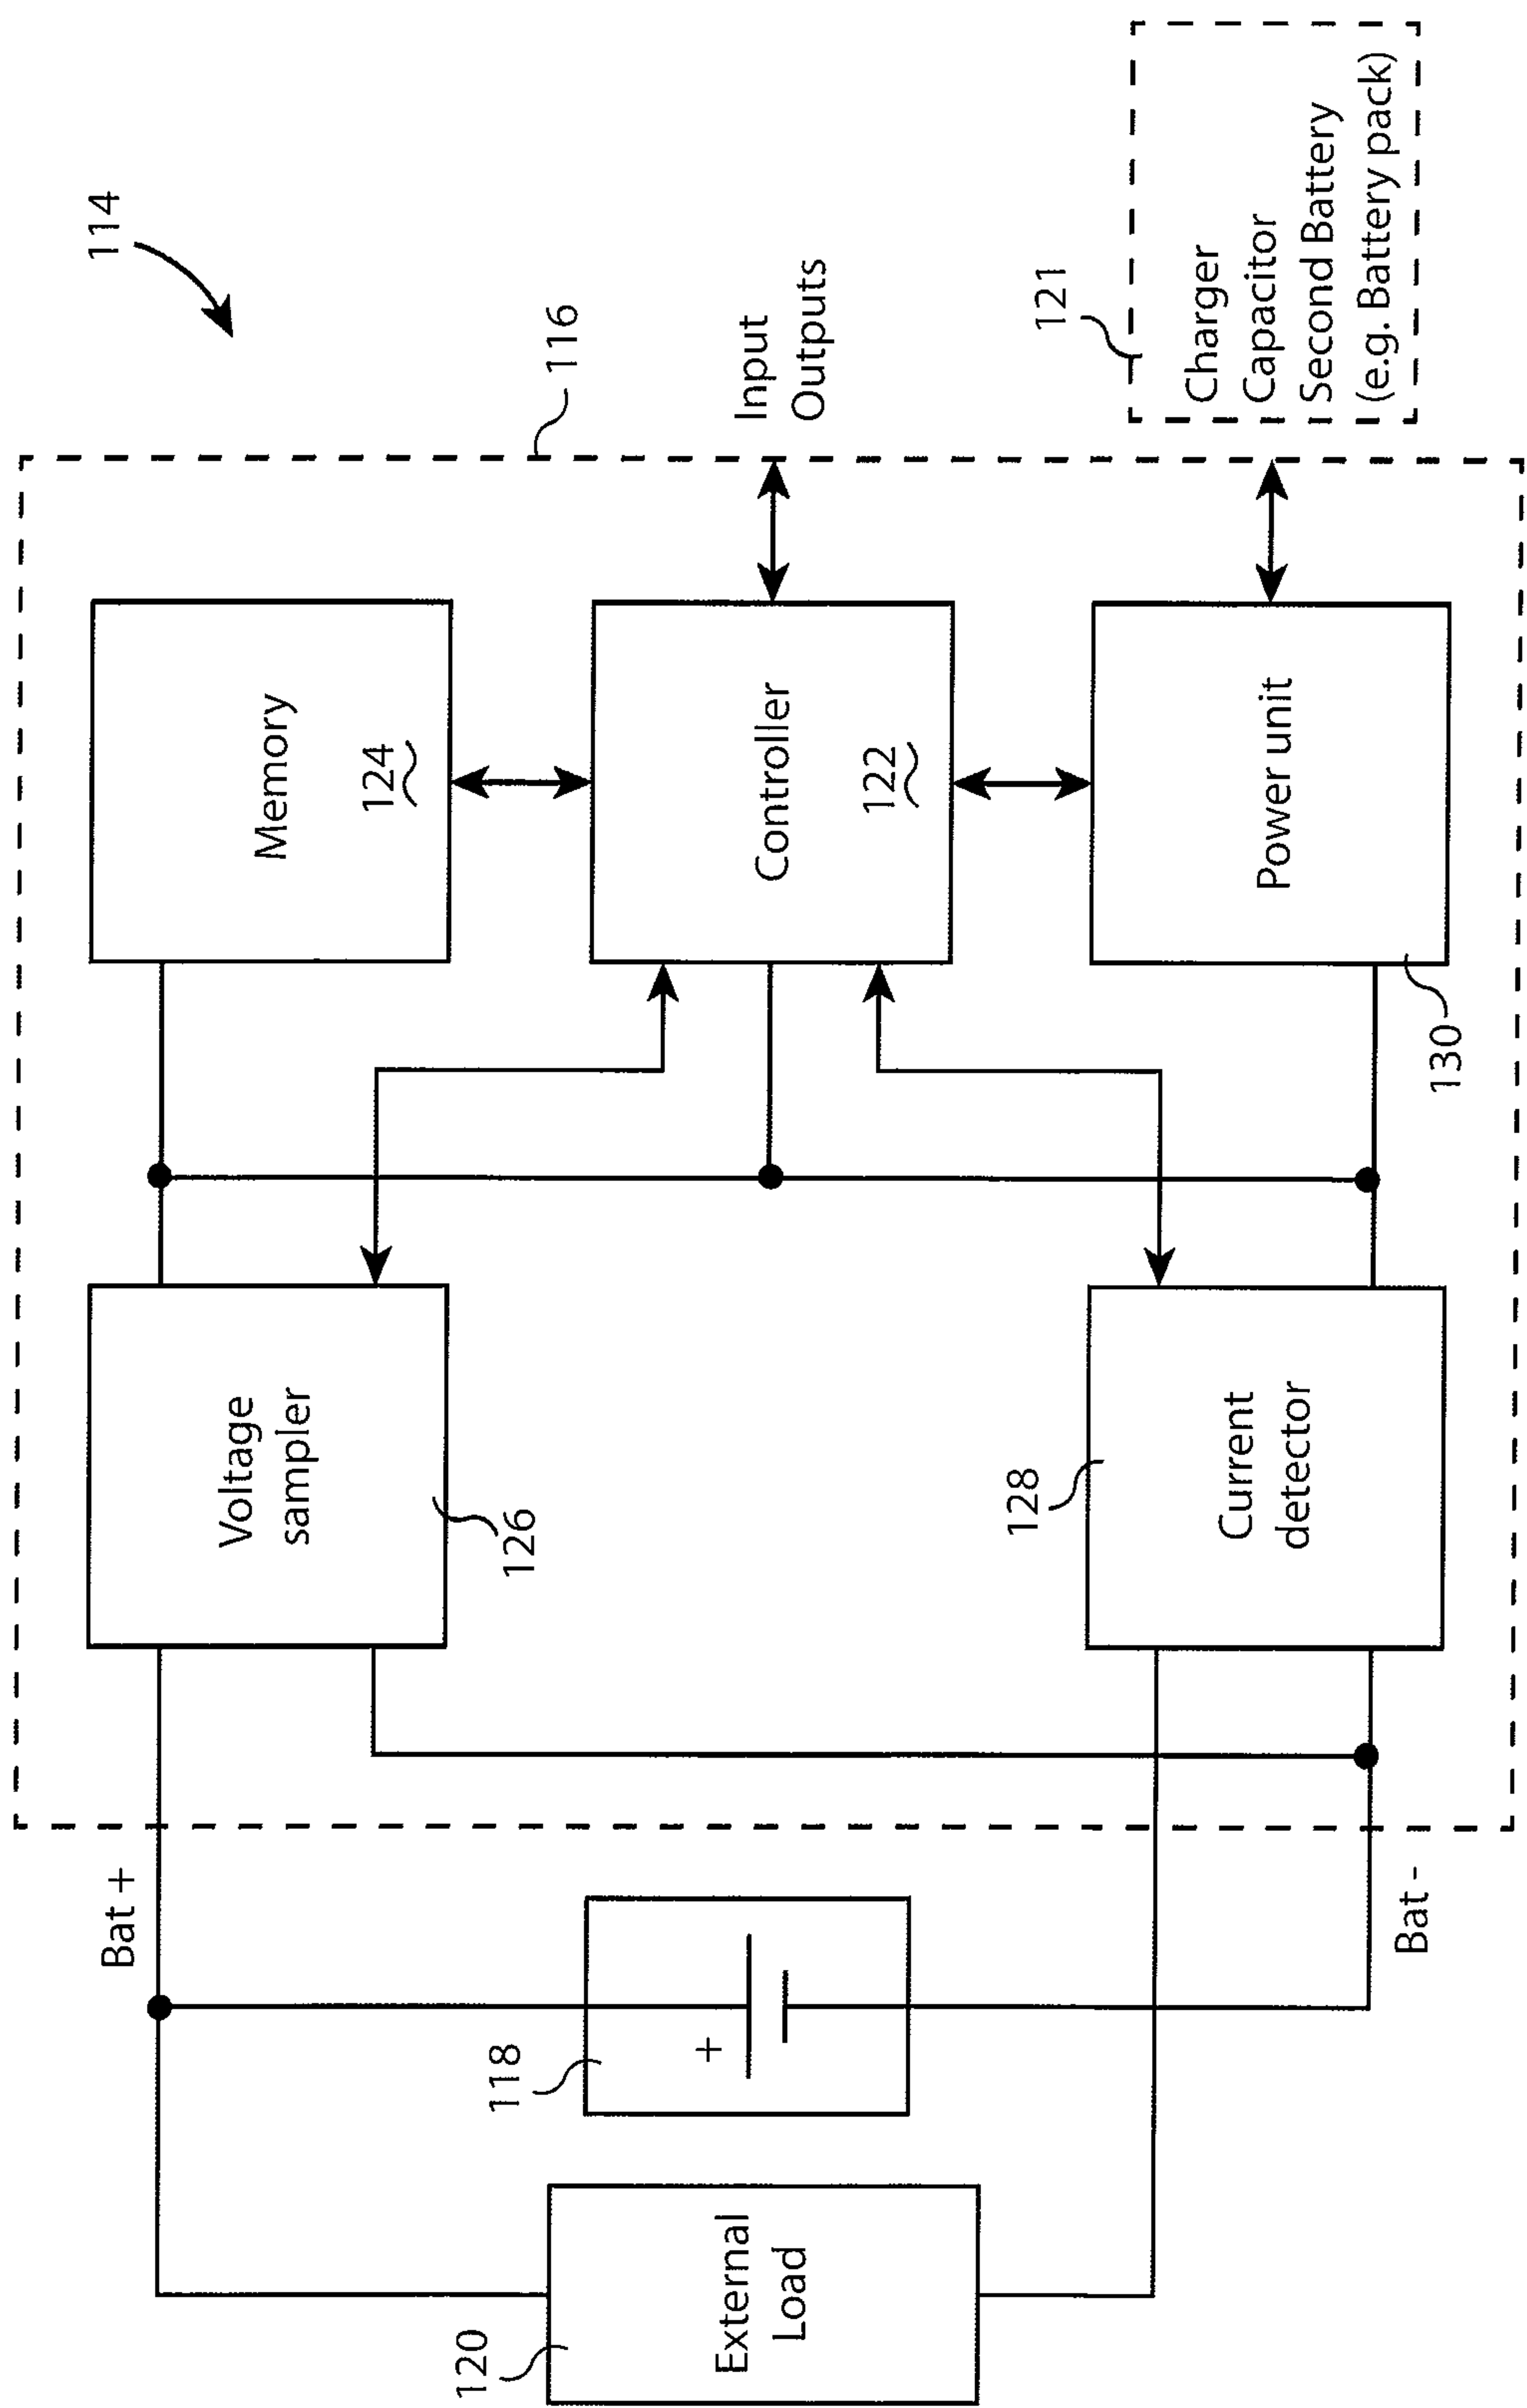 114
116
Memory
124
Voltage
sampler
126
Bat +
118
+
120
External
Load
Controller
122
Input
Outputs
121
Charger
Capacitor
Second Battery
(e.g. Battery pack)
Power unit
130
128
Current
detector
Bat -